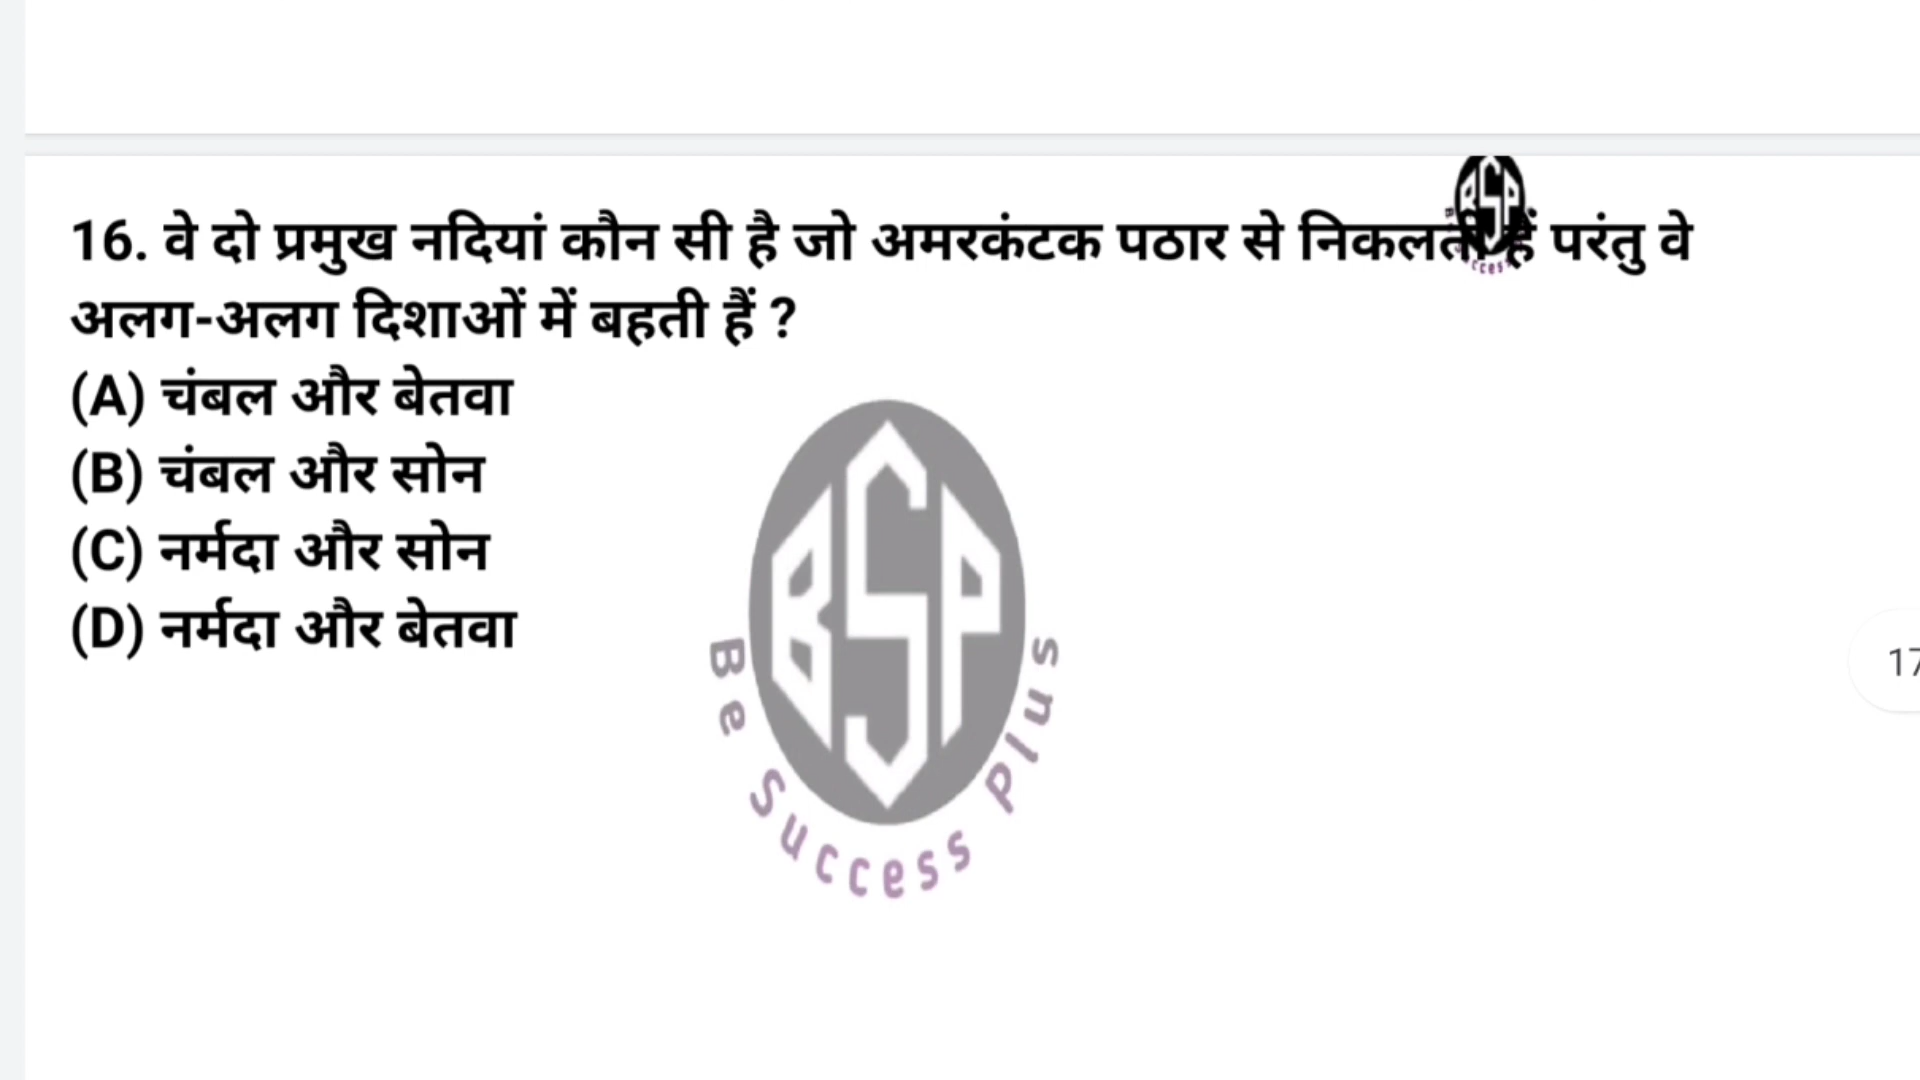 16. वे दो प्रमुख नदियां कौन सी है जो अमरकंटक पठार से निकलती हैं परंतु वे
अलग-अलग दिशाओं में बहती हैं ?
(A) चंबल और बेतवा
(B) चंबल और सोन
(C) नर्मदा और सोन
(D) नर्मदा और बेतवा
BSP
Be Success Plus
BSP
17